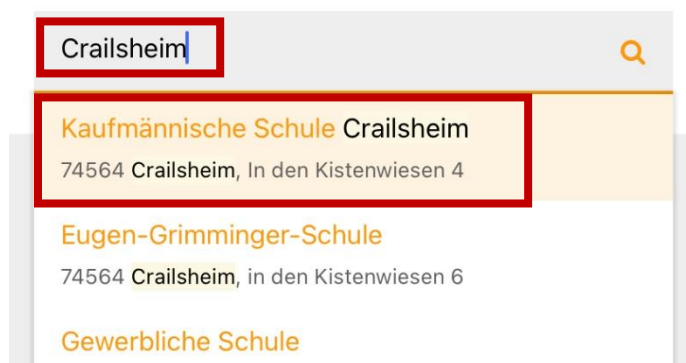 Crailsheim
Kaufmännische Schule Crailsheim
74564 Crailsheim, In den Kistenwiesen 4
Eugen-Grimminger-Schule
74564 Crailsheim, in den Kistenwiesen 6
Gewerbliche Schule